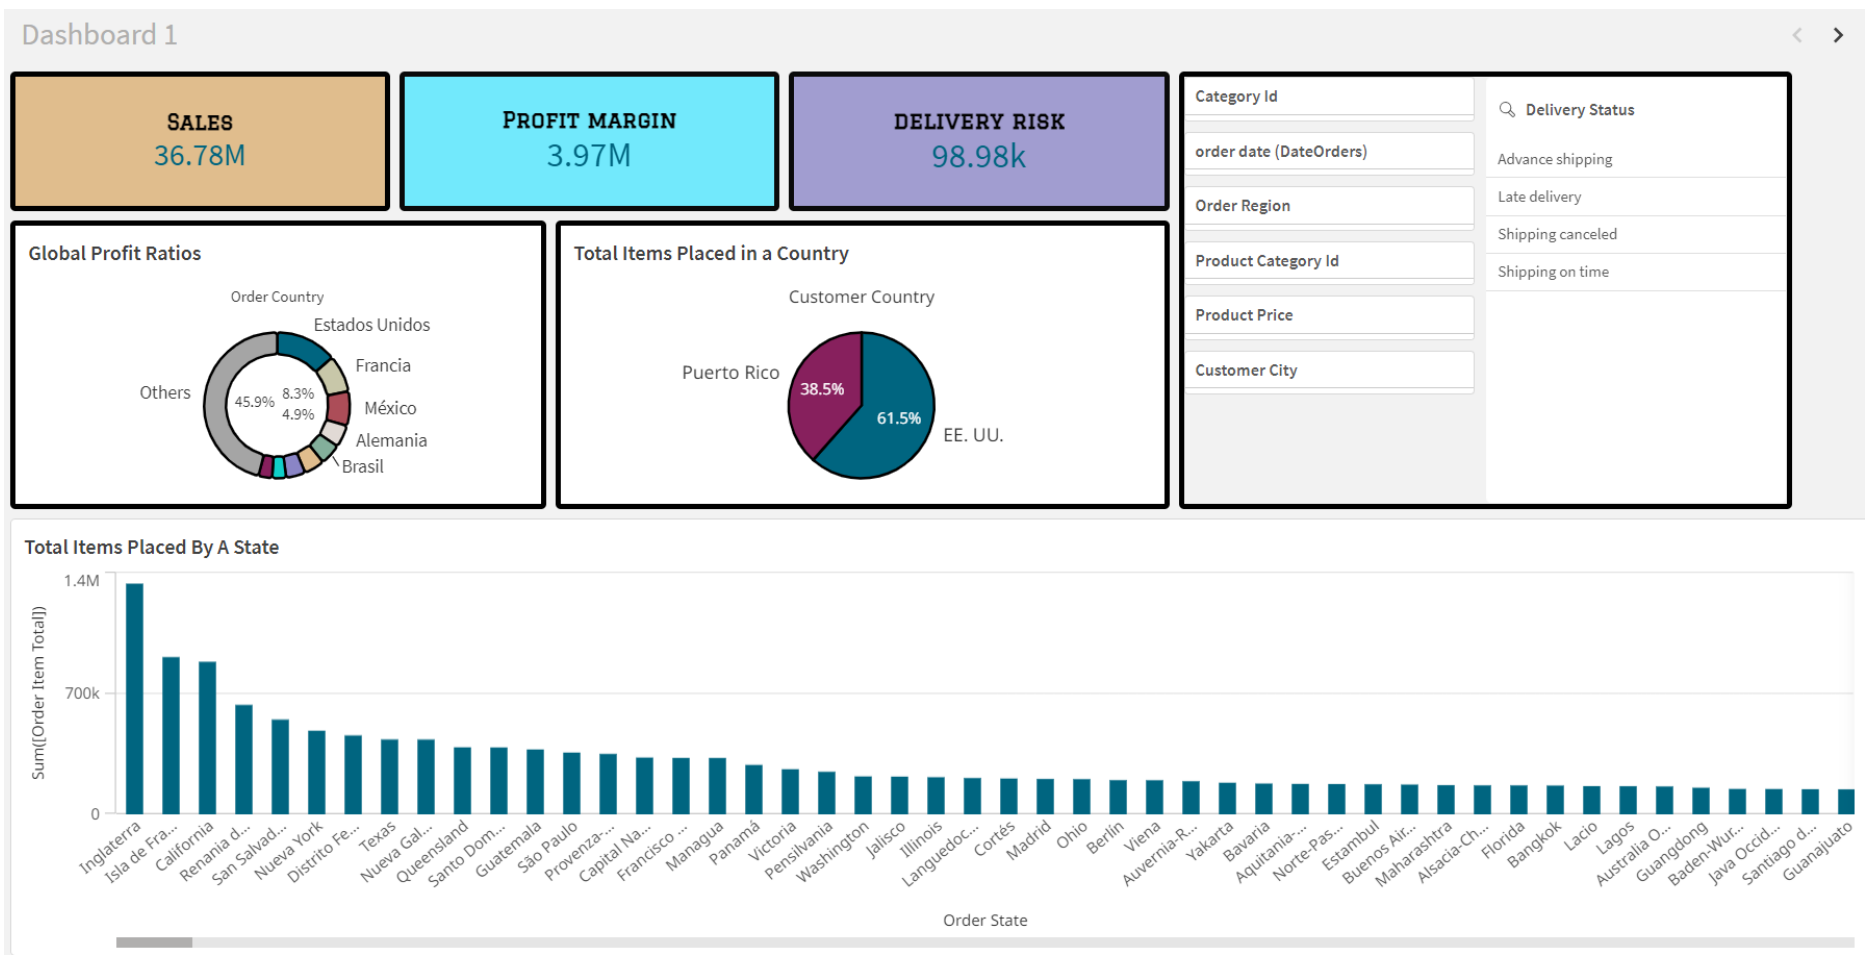 Dashboard 1
SALES
36.78M
PROFIT MARGIN
3.97M
DELIVERY RISK
98.98k
Category Id
order date (DateOrders)
Order Region
Product Category Id
Product Price
Customer City
Delivery Status
Advance shipping
Late delivery
Shipping canceled
Shipping on time
Global Profit Ratios
Order Country
Estados Unidos
Francia
México
Alemania
Brasil
Others
45.9%
8.3%
4.9%
Total Items Placed in a Country
Customer Country
Puerto Rico
38.5%
61.5%
EE. UU.
Total Items Placed By A State
Sum([Order Item Total])
1.4M
700k
0
Inglaterra
Isla de Fra...
California
Renania d...
San Salvad...
Nueva York
Distrito Fe...
Texas
Nueva Gal...
Queensland
Santo Dom...
Guatemala
São Paulo
Provenza-...
Capital Na...
Francisco ...
Managua
Panamá
Victoria
Pensilvania
Washington
Jalisco
Illinois
Languedoc...
Cortés
Madrid
Ohio
Berlín
Viena
Auvernia-R...
Yakarta
Bavaria
Aquitania-...
Norte-Pas...
Estambul
Buenos Air...
Maharashtra
Alsacia-Ch...
Florida
Bangkok
Lacio
Lagos
Australia O...
Guangdong
Baden-Wur...
Java Occid...
Santiago d...
Guanajuato
Order State